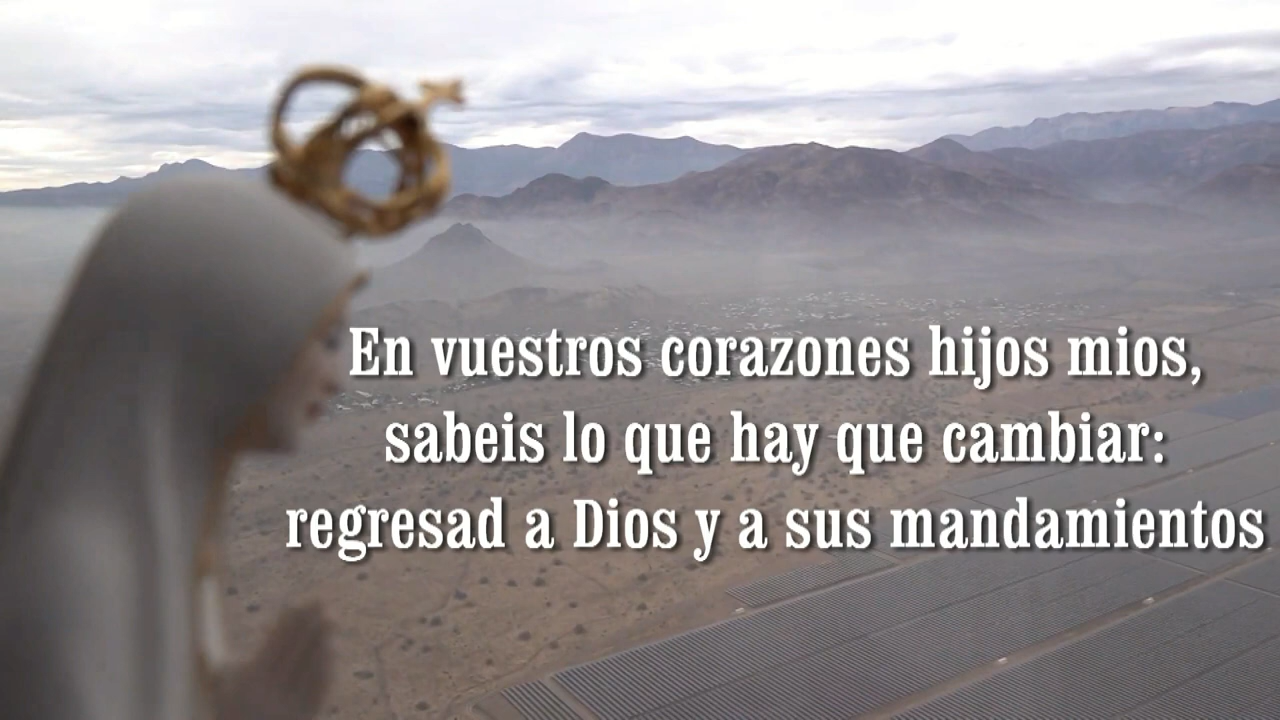 En vuestros corazones hijos mios,
sabeis lo que hay que cambiar:
regresad a Dios y a sus mandamientos